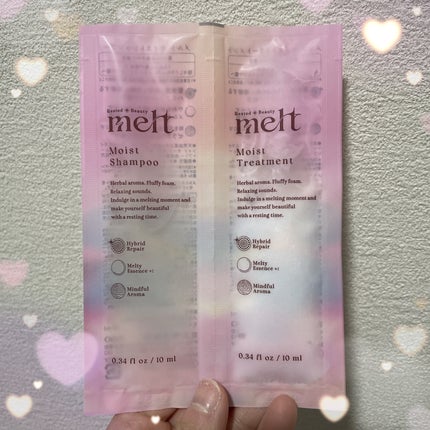 Rested + Beauty
melt
Moist
Shampoo
Herbal aroma. Fluffy foam.
Relaxing sounds.
Indulge in a melting moment and
make yourself beautiful
with a resting time.
Hybrid
Repair
Melty
Essence *1
Mindful
Aroma
0.34 fl oz / 10 ml
Rested + Beauty
melt
Moist
Treatment
Herbal aroma. Fluffy foam.
Relaxing sounds.
Indulge in a melting moment and
make yourself beautiful
with a resting time.
Hybrid
Repair
Melty
Essence *1
Mindful
Aroma
0.34 fl oz / 10 ml